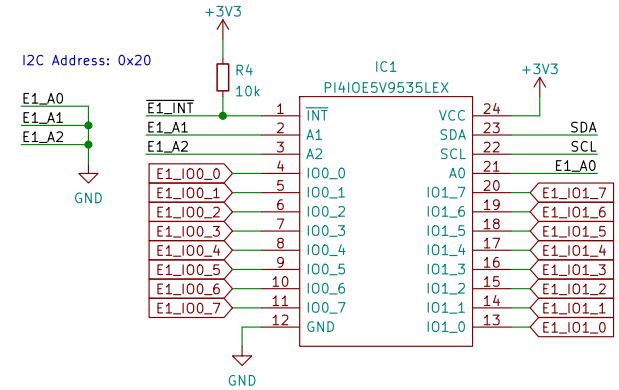 +3V3
I2C Address: 0x20
R4
10k
E1_A0
E1_A1
E1_A2
GND
IC1
PI4IOE5V9535LEX
+3V3
E1_INT 1 INT
E1_A1 2 A1
E1_A2 3 A2
E1_IO0_0 4 IO0_0
E1_IO0_1 5 IO0_1
E1_IO0_2 6 IO0_2
E1_IO0_3 7 IO0_3
E1_IO0_4 8 IO0_4
E1_IO0_5 9 IO0_5
E1_IO0_6 10 IO0_6
E1_IO0_7 11 IO0_7
12 GND
GND
VCC 24
SDA 23 SDA
SCL 22 SCL
A0 21 E1_A0
IO1_7 20 E1_IO1_7
IO1_6 19 E1_IO1_6
IO1_5 18 E1_IO1_5
IO1_4 17 E1_IO1_4
IO1_3 16 E1_IO1_3
IO1_2 15 E1_IO1_2
IO1_1 14 E1_IO1_1
IO1_0 13 E1_IO1_0